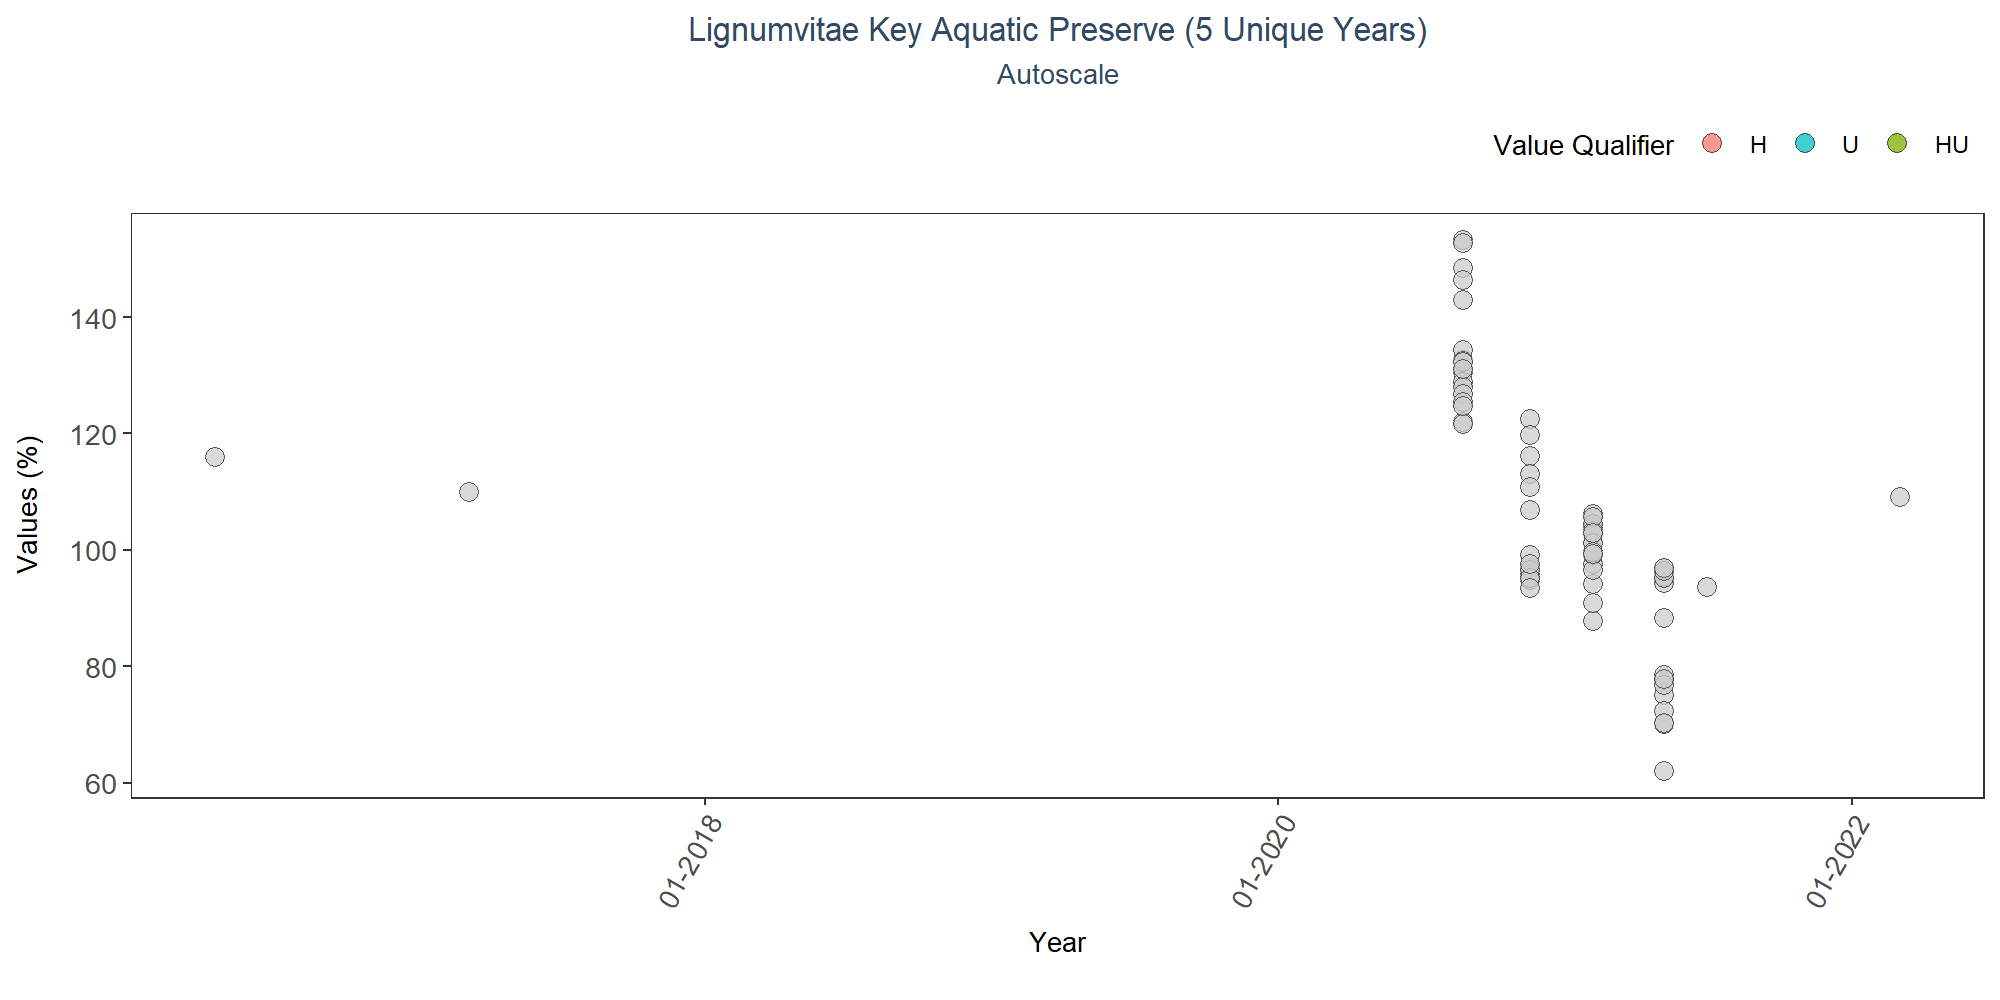 Lignumvitae Key Aquatic Preserve (5 Unique Years)
Autoscale
Value Qualifier H U HU
Values (%)
140
120
100
80
60
01-2018 01-2020 01-2022
Year